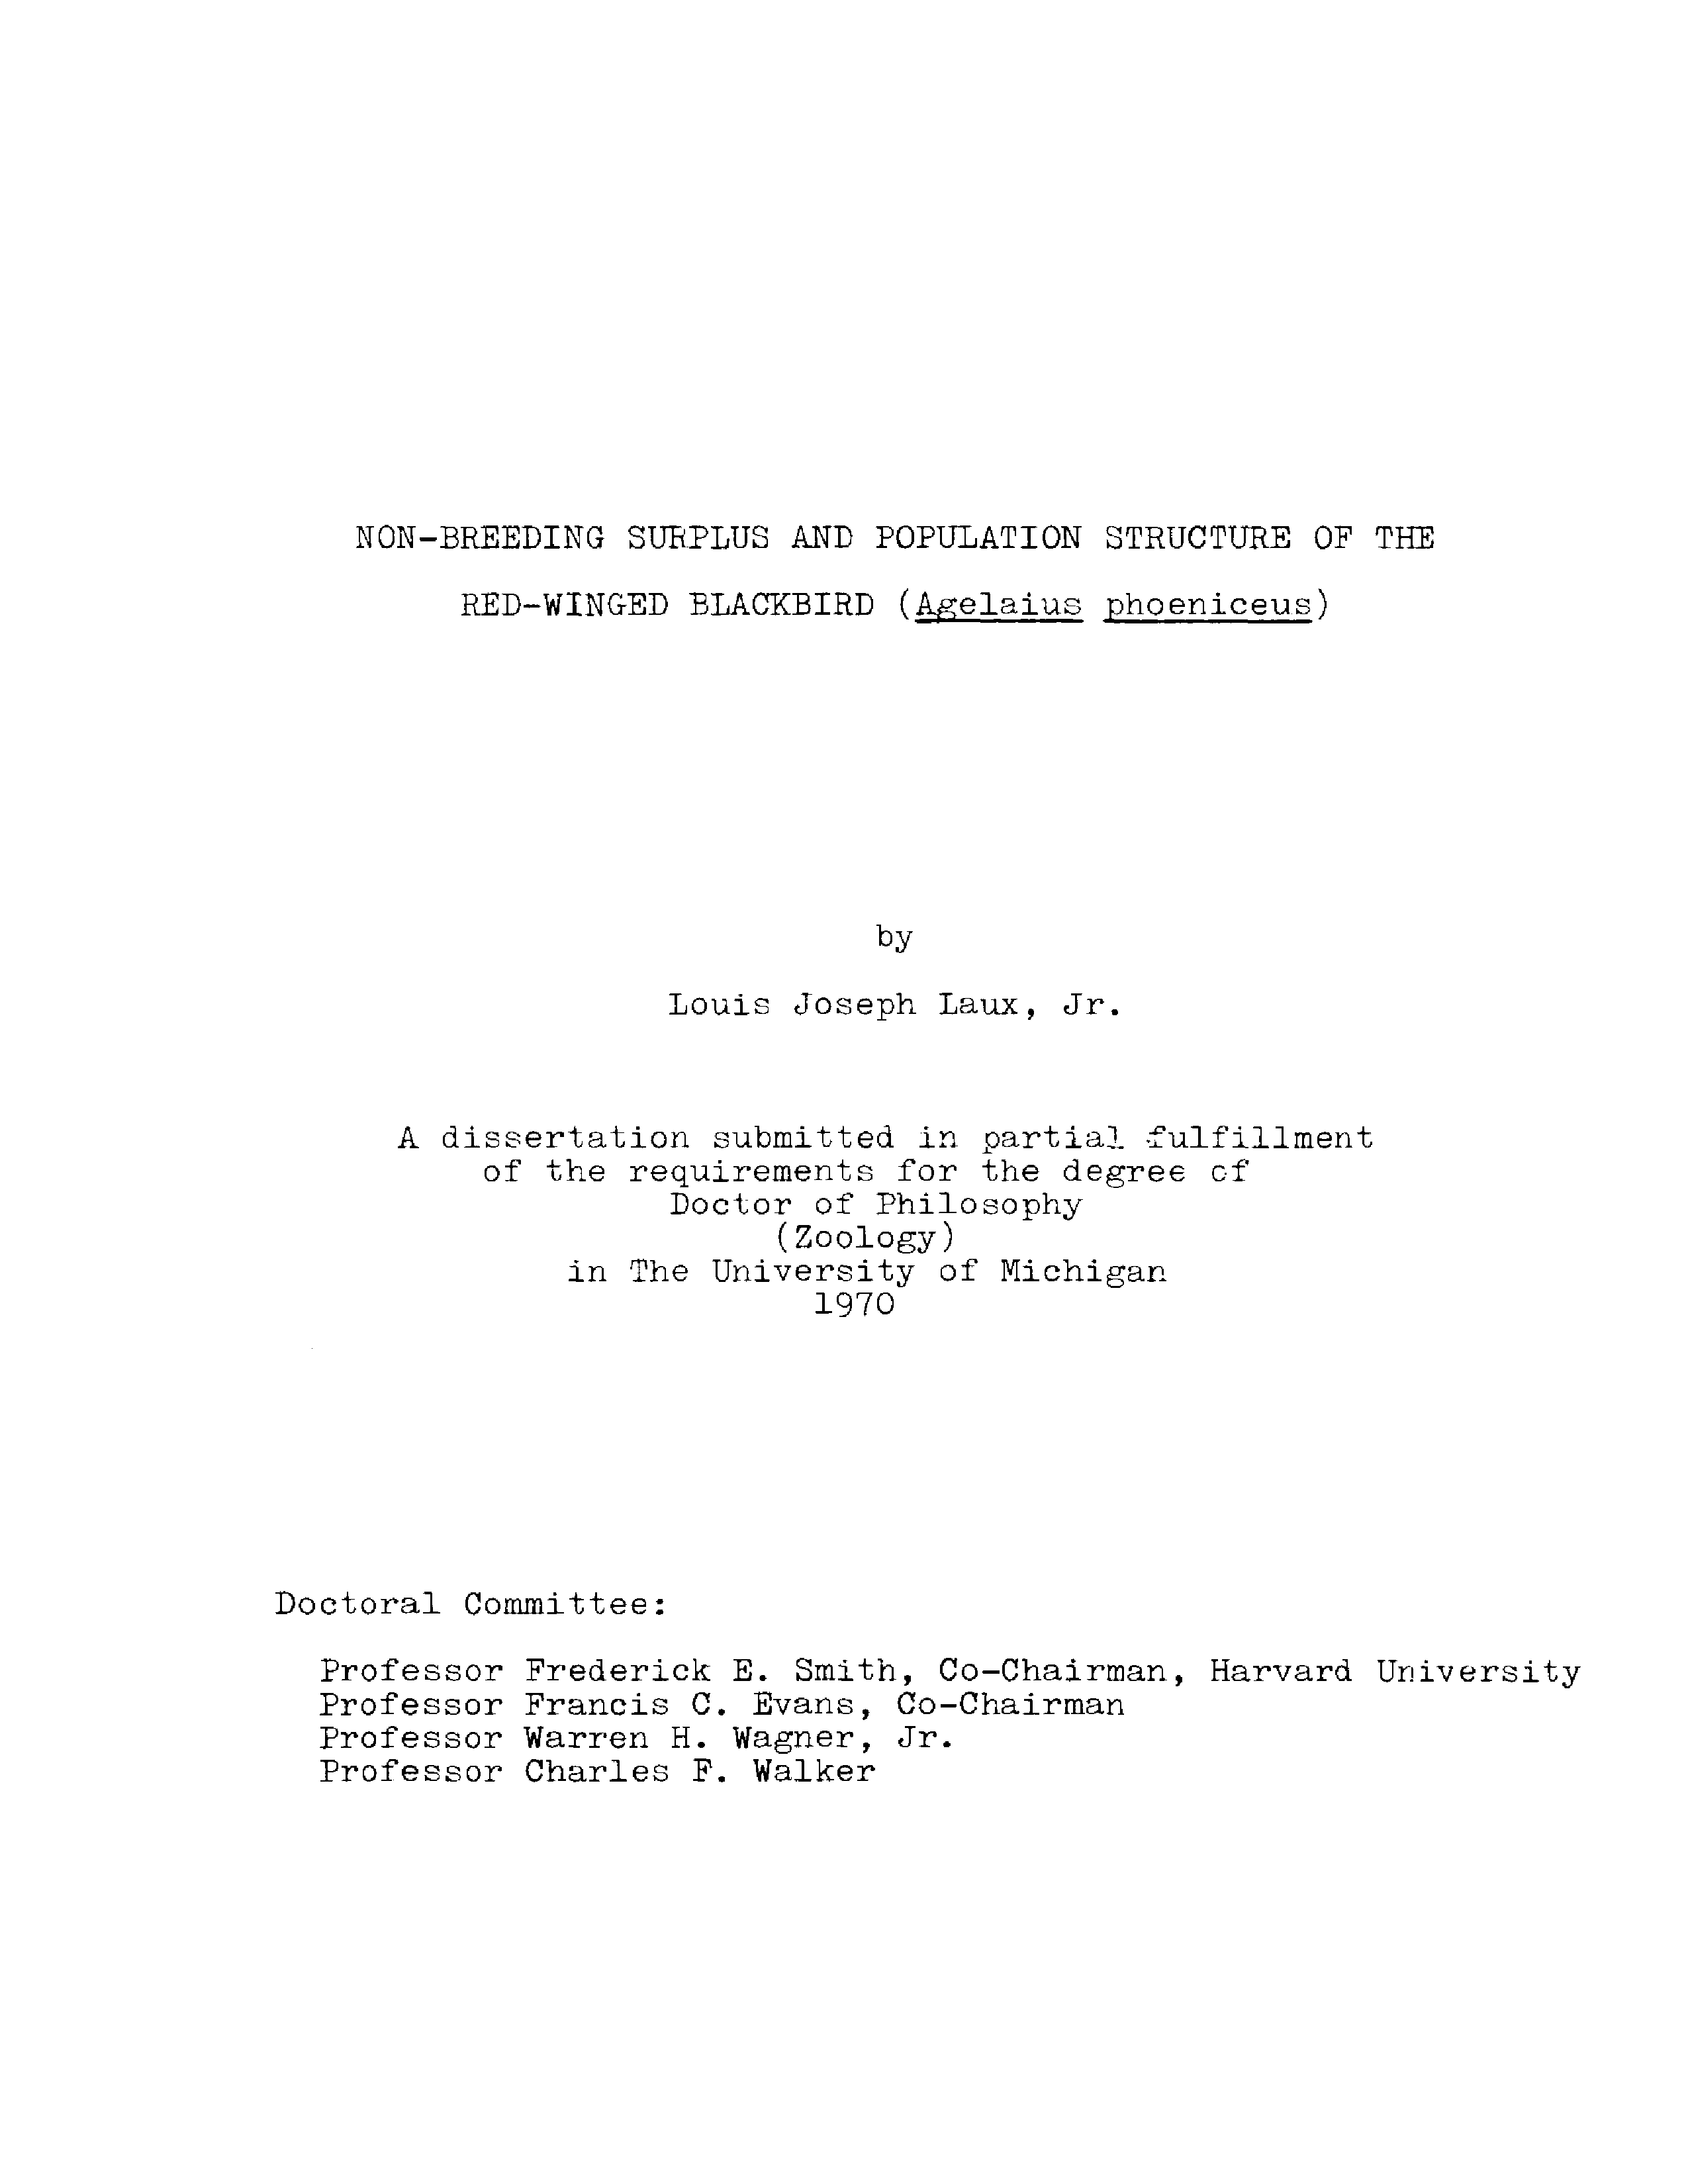 NON-BREEDING SURPLUS AND POPULATION STRUCTURE OF THE
RED-WINGED BLACKBIRD (Agelaius phoeniceus)
by
Louis Joseph Laux, Jr.
A dissertation submitted in partial fulfillment
of the requirements for the degree of
Doctor of Philosophy
(Zoology)
in The University of Michigan
1970
Doctoral Committee:
Professor Frederick E. Smith, Co-Chairman, Harvard University
Professor Francis C. Evans, Co-Chairman
Professor Warren H. Wagner, Jr.
Professor Charles F. Walker